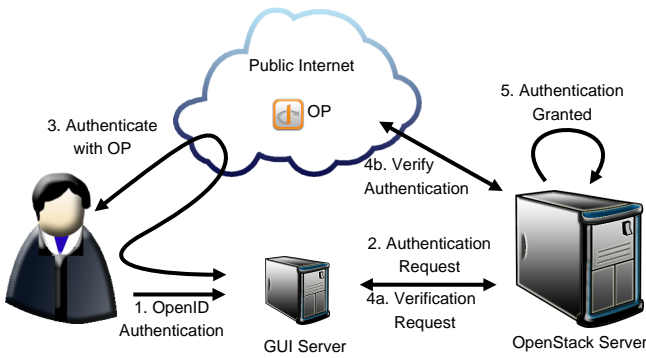 Public Internet
OP
5. Authentication
Granted
3. Authenticate
with OP
4b. Verify
Authentication
2. Authentication
Request
4a. Verification
Request
1. OpenID
Authentication
GUI Server
OpenStack Server